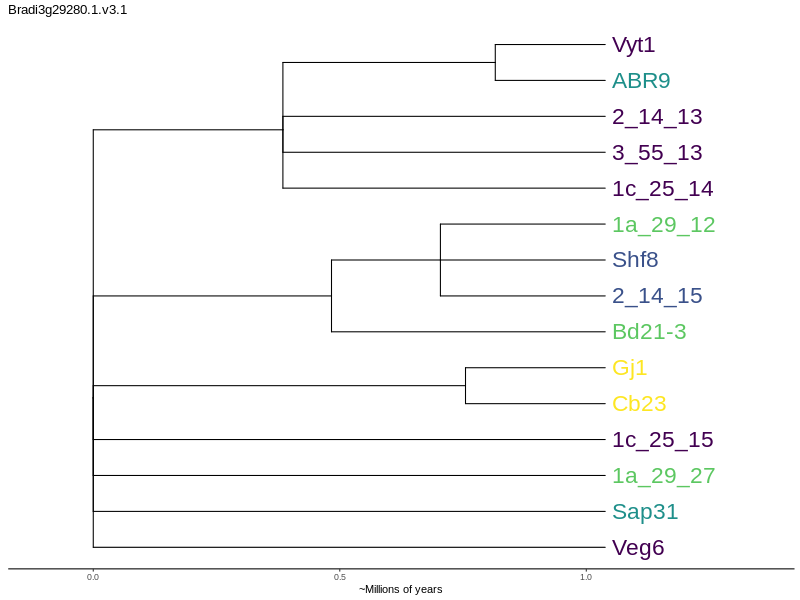 Bradi3g29280.1.v3.1
Vyt1
ABR9
2_14_13
3_55_13
1c_25_14
1a_29_12
Shf8
2_14_15
Bd21-3
Gj1
Cb23
1c_25_15
1a_29_27
Sap31
Veg6
0.0 0.5 1.0
~Millions of years